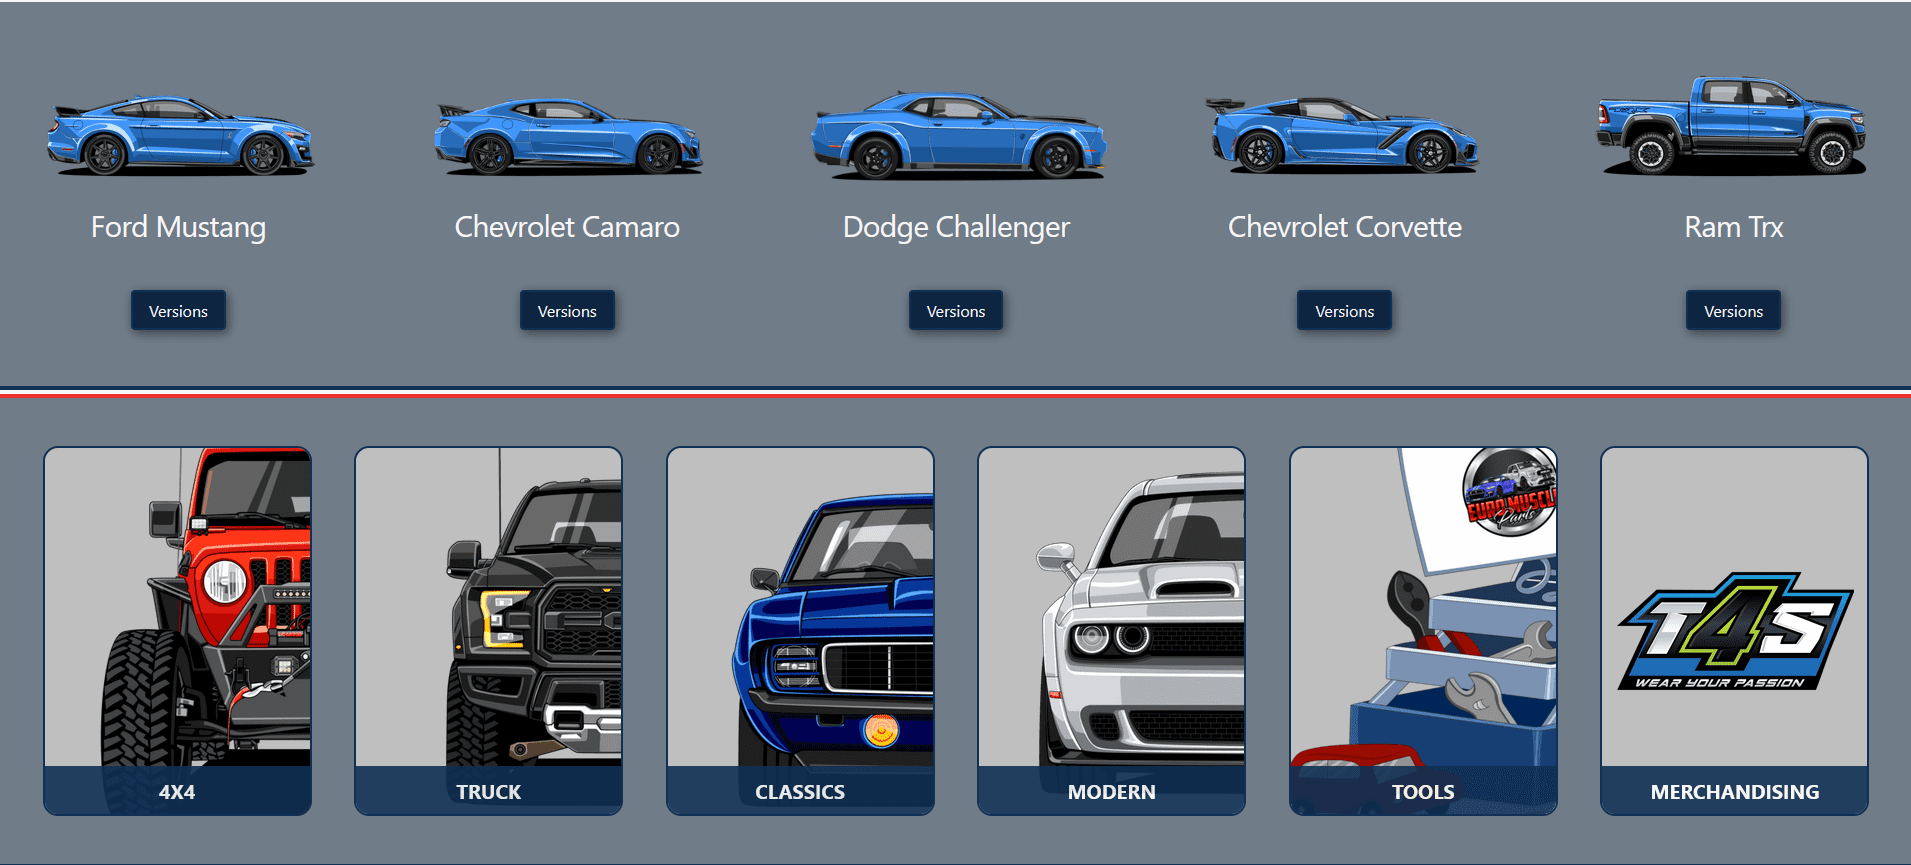 Ford Mustang
Chevrolet Camaro
Dodge Challenger
Chevrolet Corvette
Ram Trx
Versions
Versions
Versions
Versions
Versions
EURO MUSCLE
Parts
T4S
WEAR YOUR PASSION
4X4
TRUCK
CLASSICS
MODERN
TOOLS
MERCHANDISING